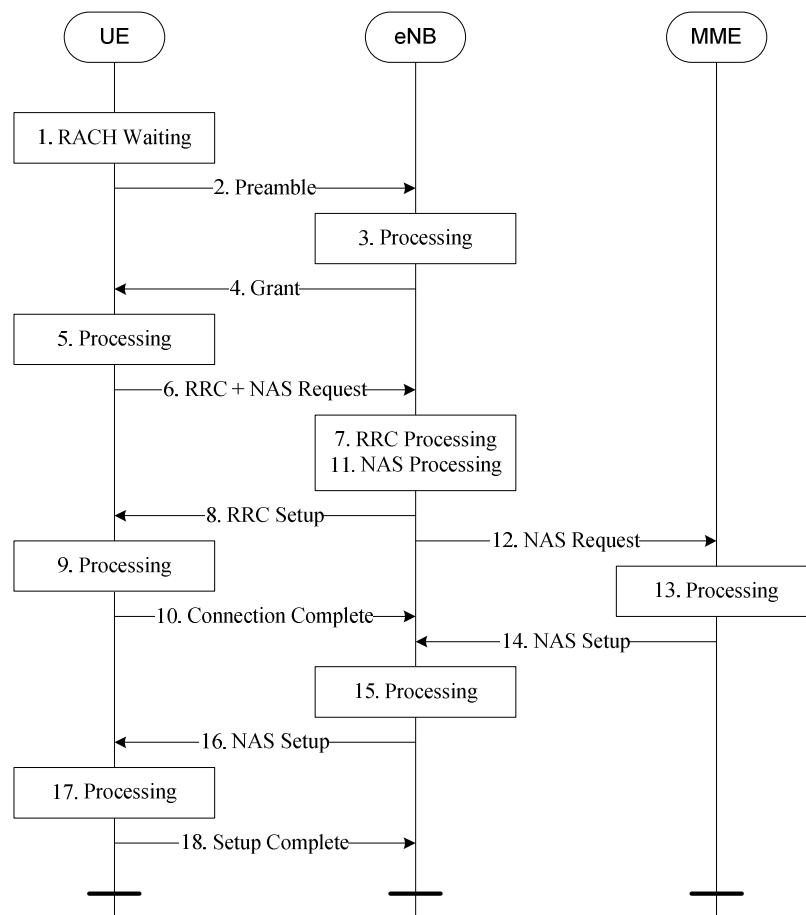 UE
eNB
MME
1. RACH Waiting
2. Preamble
3. Processing
4. Grant
5. Processing
6. RRC + NAS Request
7. RRC Processing
11. NAS Processing
8. RRC Setup
12. NAS Request
9. Processing
13. Processing
10. Connection Complete
14. NAS Setup
15. Processing
16. NAS Setup
17. Processing
18. Setup Complete